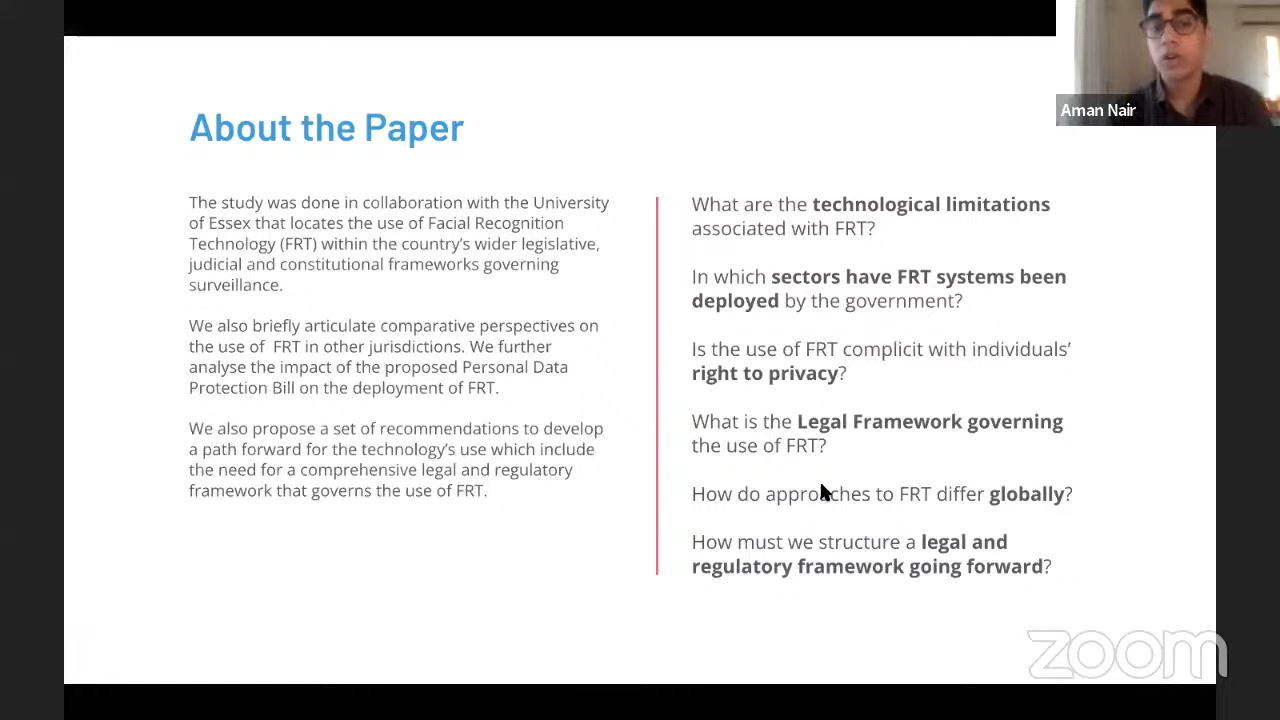 Aman Nair
About the Paper
The study was done in collaboration with the University
of Essex that locates the use of Facial Recognition
Technology (FRT) within the country's wider legislative,
judicial and constitutional frameworks governing
surveillance.
We also briefly articulate comparative perspectives on
the use of FRT in other jurisdictions. We further
analyse the impact of the proposed Personal Data
Protection Bill on the deployment of FRT.
We also propose a set of recommendations to develop
a path forward for the technology's use which include
the need for a comprehensive legal and regulatory
framework that governs the use of FRT.
What are the technological limitations
associated with FRT?
In which sectors have FRT systems been
deployed by the government?
Is the use of FRT complicit with individuals'
right to privacy?
What is the Legal Framework governing
the use of FRT?
How do approaches to FRT differ globally?
How must we structure a legal and
regulatory framework going forward?
zoom